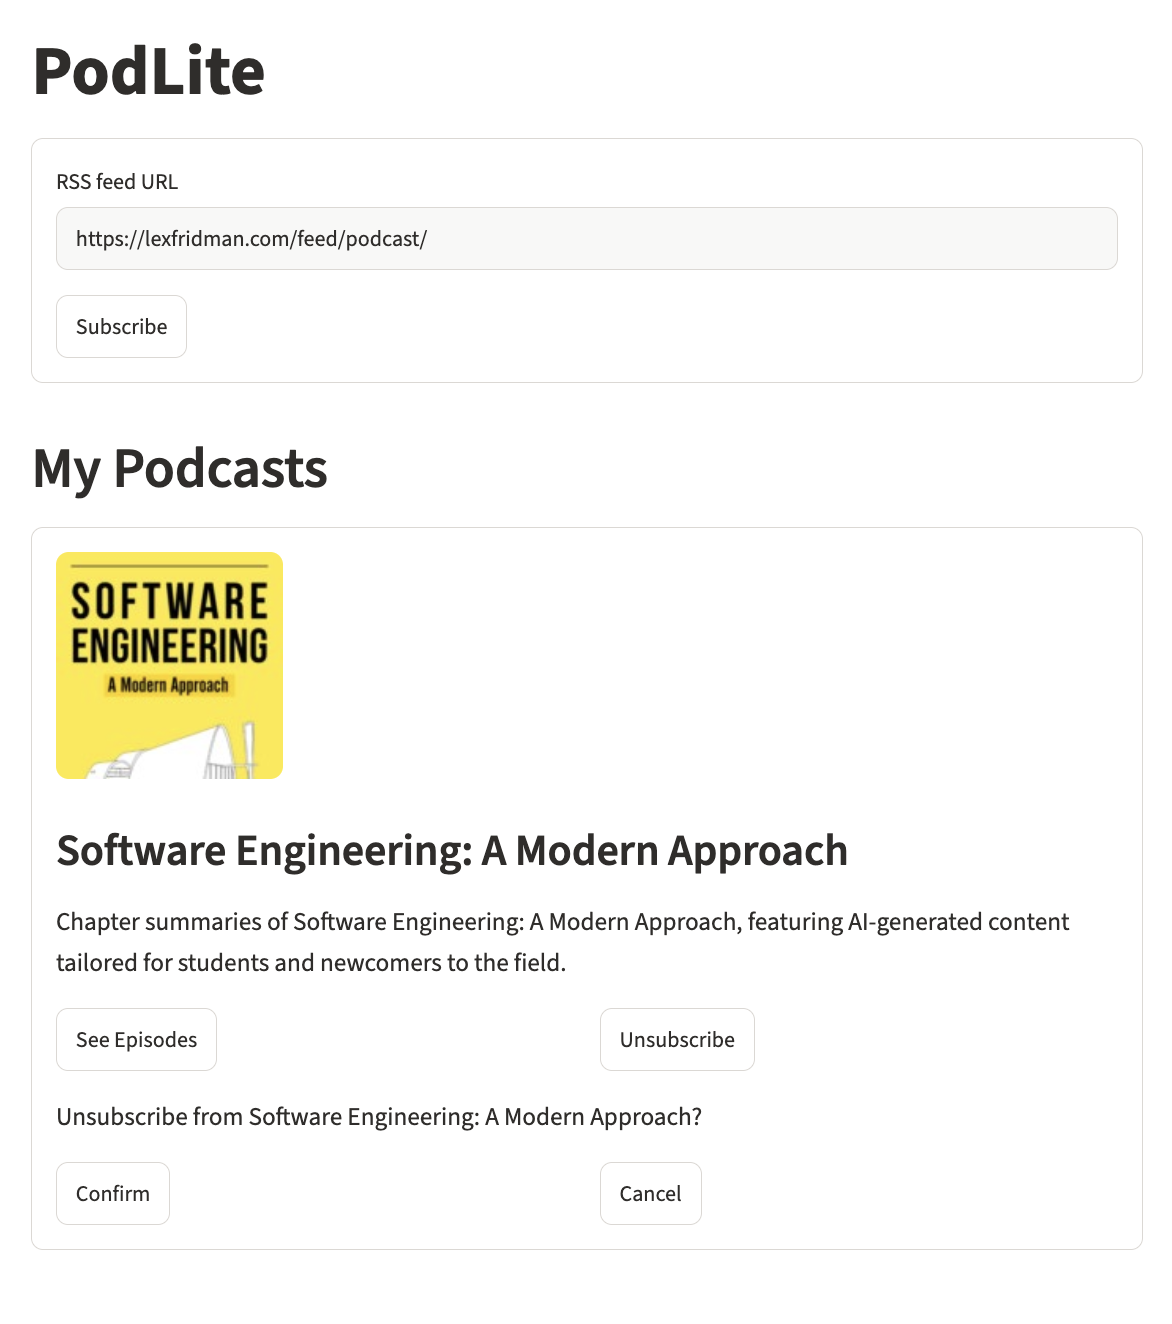 PodLite
RSS feed URL
https://lexfridman.com/feed/podcast/
Subscribe
My Podcasts
SOFTWARE
ENGINEERING
A Modern Approach
Software Engineering: A Modern Approach
Chapter summaries of Software Engineering: A Modern Approach, featuring AI-generated content
tailored for students and newcomers to the field.
See Episodes
Unsubscribe
Unsubscribe from Software Engineering: A Modern Approach?
Confirm
Cancel